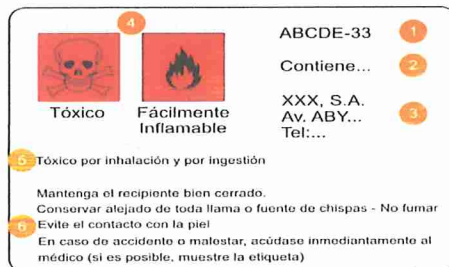 4
ABCDE-33 1
Contiene... 2
XXX, S.A.
Av. ABY... 3
Tel:...
Tóxico
Fácilmente
Inflamable
5 Tóxico por inhalación y por ingestión
Mantenga el recipiente bien cerrado.
Conservar alejado de toda llama o fuente de chispas - No fumar
6 Evite el contacto con la piel
En caso de accidente o malestar, acúdase inmediantamente al
médico (si es posible, muestre la etiqueta)